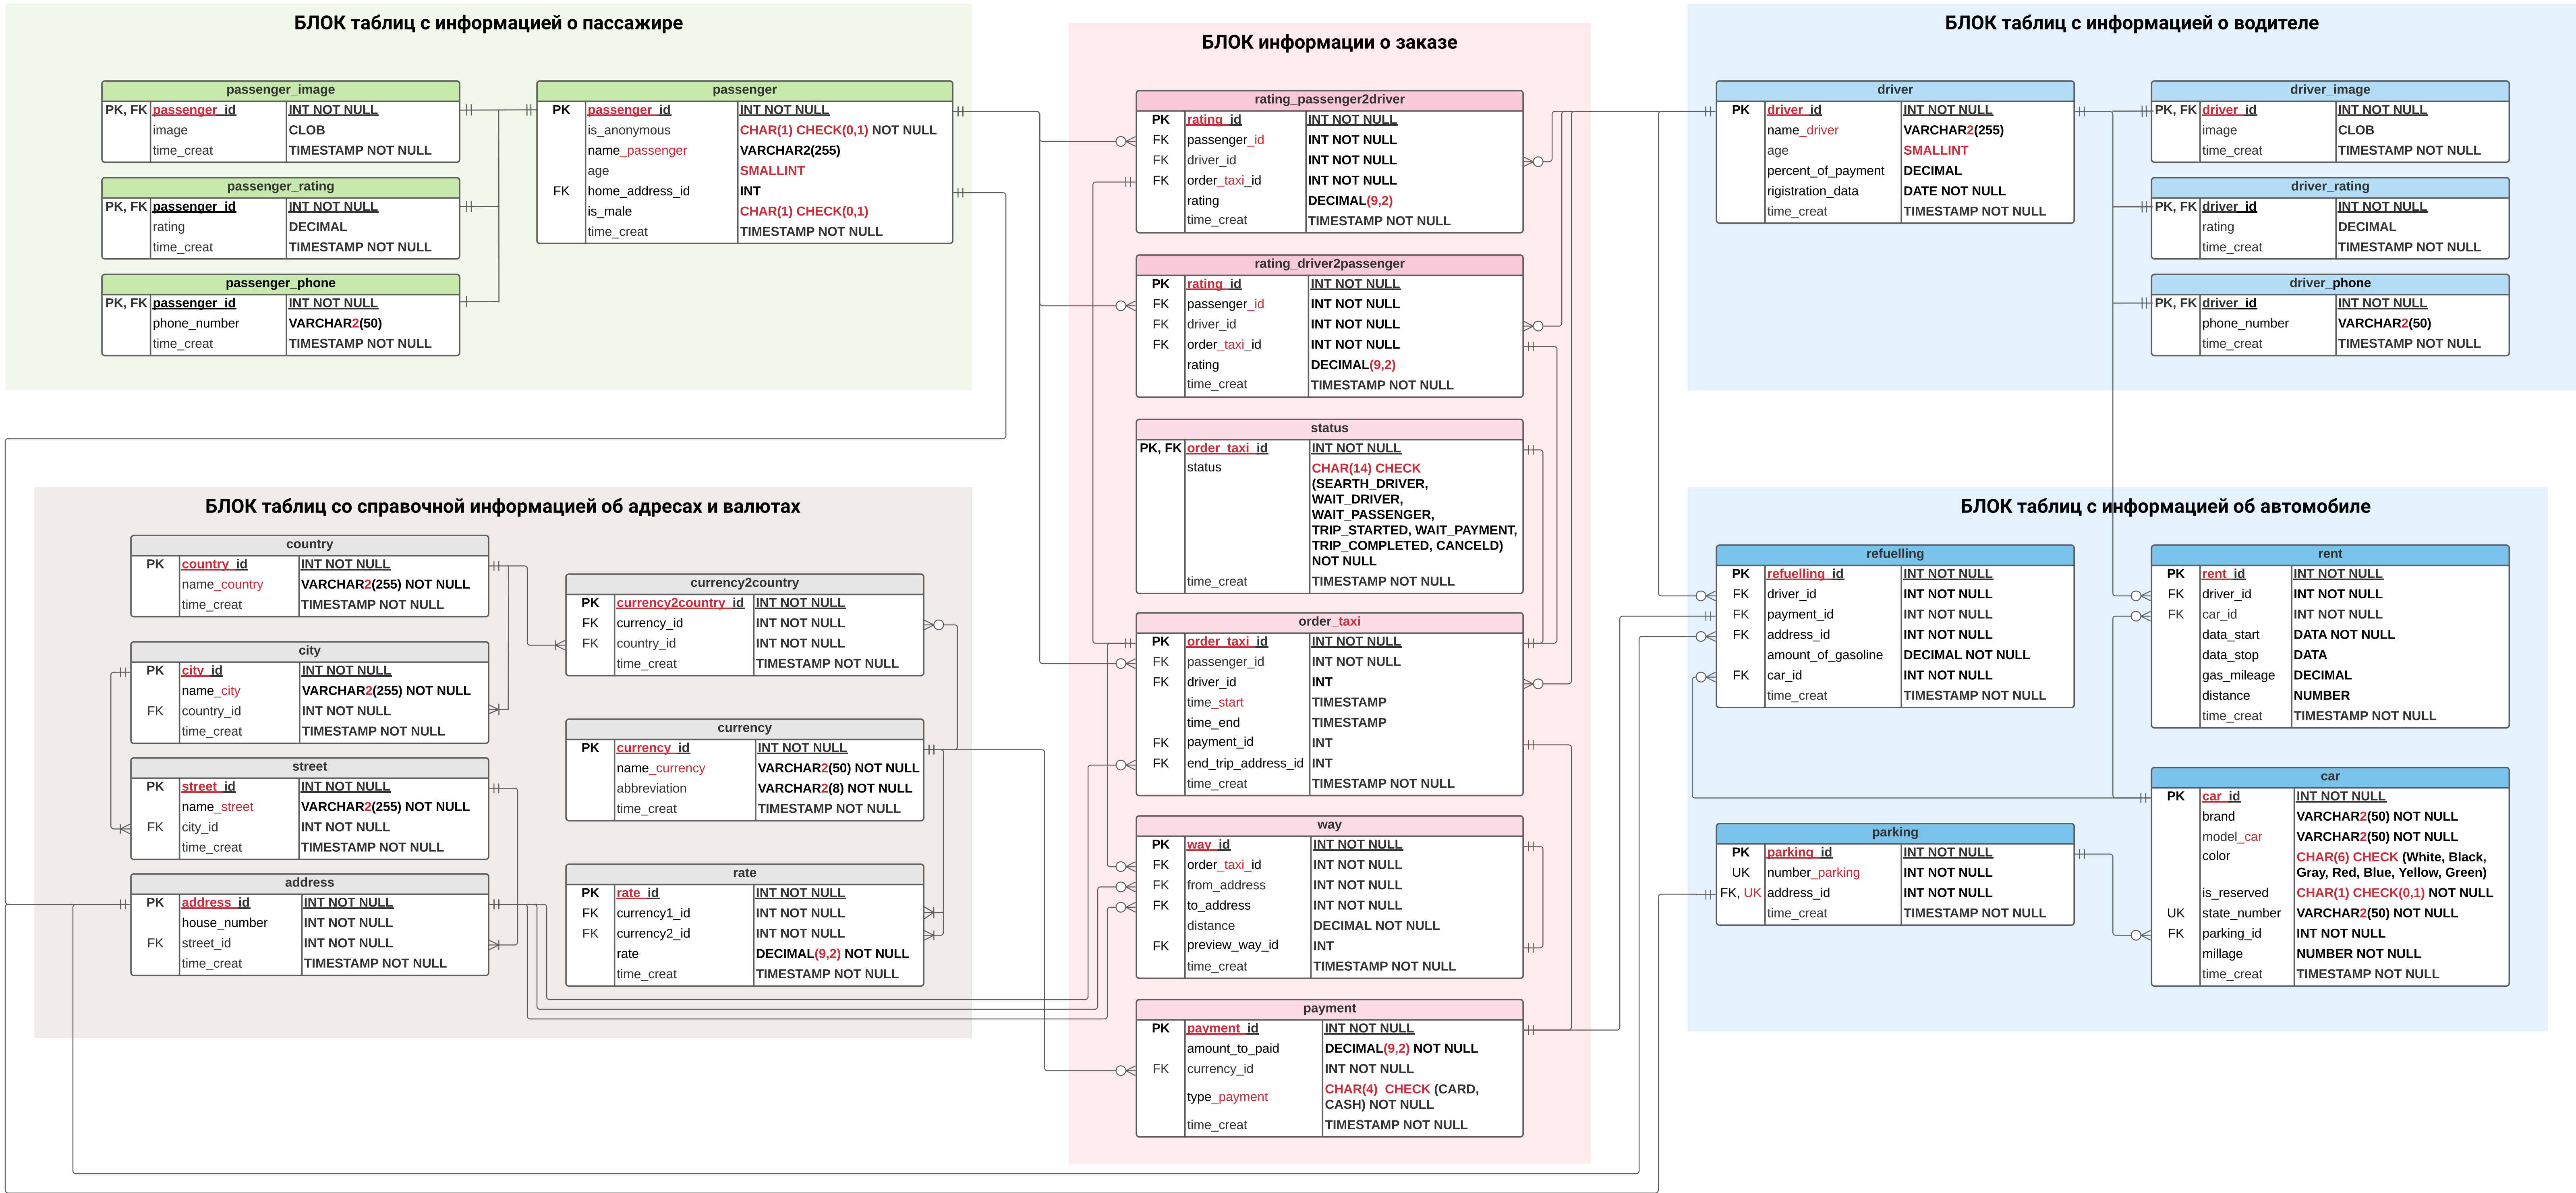 БЛОК таблиц с информацией о пассажире
passenger_image
PK, FK passenger_id INT NOT NULL
image CLOB
time_creat TIMESTAMP NOT NULL
passenger_rating
PK, FK passenger_id INT NOT NULL
rating DECIMAL
time_creat TIMESTAMP NOT NULL
passenger_phone
PK, FK passenger_id INT NOT NULL
phone_number VARCHAR2(50)
time_creat TIMESTAMP NOT NULL
passenger
PK passenger_id INT NOT NULL
is_anonymous CHAR(1) CHECK(0,1) NOT NULL
name_passenger VARCHAR2(255)
age SMALLINT
FK home_address_id INT
is_male CHAR(1) CHECK(0,1)
time_creat TIMESTAMP NOT NULL
БЛОК информации о заказе
rating_passenger2driver
PK rating_id INT NOT NULL
FK passenger_id INT NOT NULL
FK driver_id INT NOT NULL
FK order_taxi_id INT NOT NULL
rating DECIMAL(9,2)
time_creat TIMESTAMP NOT NULL
rating_driver2passenger
PK rating_id INT NOT NULL
FK passenger_id INT NOT NULL
FK driver_id INT NOT NULL
FK order_taxi_id INT NOT NULL
rating DECIMAL(9,2)
time_creat TIMESTAMP NOT NULL
status
PK, FK order_taxi_id INT NOT NULL
status CHAR(14) CHECK
(SEARTH_DRIVER,
WAIT_DRIVER,
WAIT_PASSENGER,
TRIP_STARTED, WAIT_PAYMENT,
TRIP_COMPLETED, CANCELD)
NOT NULL
time_creat TIMESTAMP NOT NULL
order_taxi
PK order_taxi_id INT NOT NULL
FK passenger_id INT NOT NULL
FK driver_id INT
time_start TIMESTAMP
time_end TIMESTAMP
FK payment_id INT
FK end_trip_address_id INT
time_creat TIMESTAMP NOT NULL
way
PK way_id INT NOT NULL
FK order_taxi_id INT NOT NULL
FK from_address INT NOT NULL
FK to_address INT NOT NULL
distance DECIMAL NOT NULL
FK preview_way_id INT
time_creat TIMESTAMP NOT NULL
payment
PK payment_id INT NOT NULL
amount_to_paid DECIMAL(9,2) NOT NULL
FK currency_id INT NOT NULL
type_payment CHAR(4) CHECK (CARD,
CASH) NOT NULL
time_creat TIMESTAMP NOT NULL
БЛОК таблиц с информацией о водителе
driver
PK driver_id INT NOT NULL
name_driver VARCHAR2(255)
age SMALLINT
percent_of_payment DECIMAL
rigistration_data DATE NOT NULL
time_creat TIMESTAMP NOT NULL
driver_image
PK, FK driver_id INT NOT NULL
image CLOB
time_creat TIMESTAMP NOT NULL
driver_rating
PK, FK driver_id INT NOT NULL
rating DECIMAL
time_creat TIMESTAMP NOT NULL
driver_phone
PK, FK driver_id INT NOT NULL
phone_number VARCHAR2(50)
time_creat TIMESTAMP NOT NULL
БЛОК таблиц со справочной информацией об адресах и валютах
country
PK country_id INT NOT NULL
name_country VARCHAR2(255) NOT NULL
time_creat TIMESTAMP NOT NULL
city
PK city_id INT NOT NULL
name_city VARCHAR2(255) NOT NULL
FK country_id INT NOT NULL
time_creat TIMESTAMP NOT NULL
street
PK street_id INT NOT NULL
name_street VARCHAR2(255) NOT NULL
FK city_id INT NOT NULL
time_creat TIMESTAMP NOT NULL
address
PK address_id INT NOT NULL
house_number INT NOT NULL
FK street_id INT NOT NULL
time_creat TIMESTAMP NOT NULL
currency2country
PK currency2country_id INT NOT NULL
FK currency_id INT NOT NULL
FK country_id INT NOT NULL
time_creat TIMESTAMP NOT NULL
currency
PK currency_id INT NOT NULL
name_currency VARCHAR2(50) NOT NULL
abbreviation VARCHAR2(8) NOT NULL
time_creat TIMESTAMP NOT NULL
rate
PK rate_id INT NOT NULL
FK currency1_id INT NOT NULL
FK currency2_id INT NOT NULL
rate DECIMAL(9,2) NOT NULL
time_creat TIMESTAMP NOT NULL
БЛОК таблиц с информацией об автомобиле
refuelling
PK refuelling_id INT NOT NULL
FK driver_id INT NOT NULL
FK payment_id INT NOT NULL
FK address_id INT NOT NULL
amount_of_gasoline DECIMAL NOT NULL
FK car_id INT NOT NULL
time_creat TIMESTAMP NOT NULL
parking
PK parking_id INT NOT NULL
UK number_parking INT NOT NULL
FK, UK address_id INT NOT NULL
time_creat TIMESTAMP NOT NULL
rent
PK rent_id INT NOT NULL
FK driver_id INT NOT NULL
FK car_id INT NOT NULL
data_start DATA NOT NULL
data_stop DATA
gas_mileage DECIMAL
distance NUMBER
time_creat TIMESTAMP NOT NULL
car
PK car_id INT NOT NULL
brand VARCHAR2(50) NOT NULL
model_car VARCHAR2(50) NOT NULL
color CHAR(6) CHECK (White, Black,
Gray, Red, Blue, Yellow, Green)
is_reserved CHAR(1) CHECK(0,1) NOT NULL
UK state_number VARCHAR2(50) NOT NULL
FK parking_id INT NOT NULL
millage NUMBER NOT NULL
time_creat TIMESTAMP NOT NULL